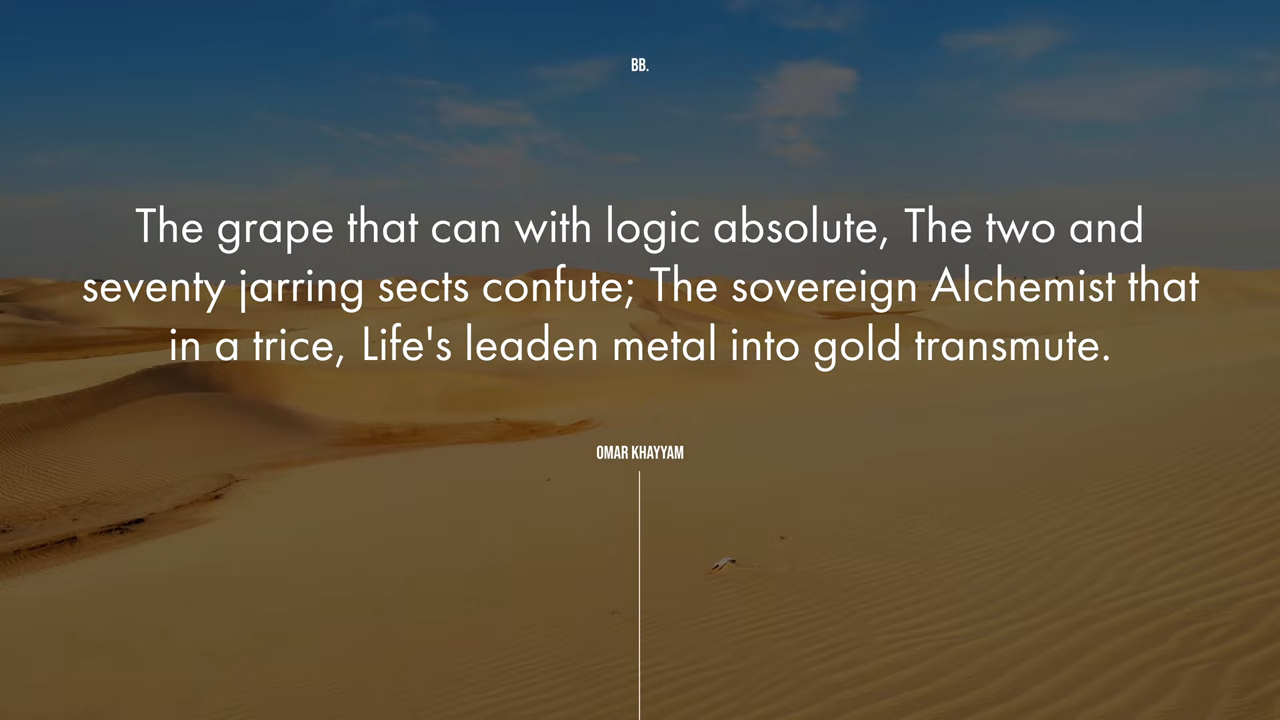 BB.
The grape that can with logic absolute, The two and
seventy jarring sects confute; The sovereign Alchemist that
in a trice, Life's leaden metal into gold transmute.
OMAR KHAYYAM